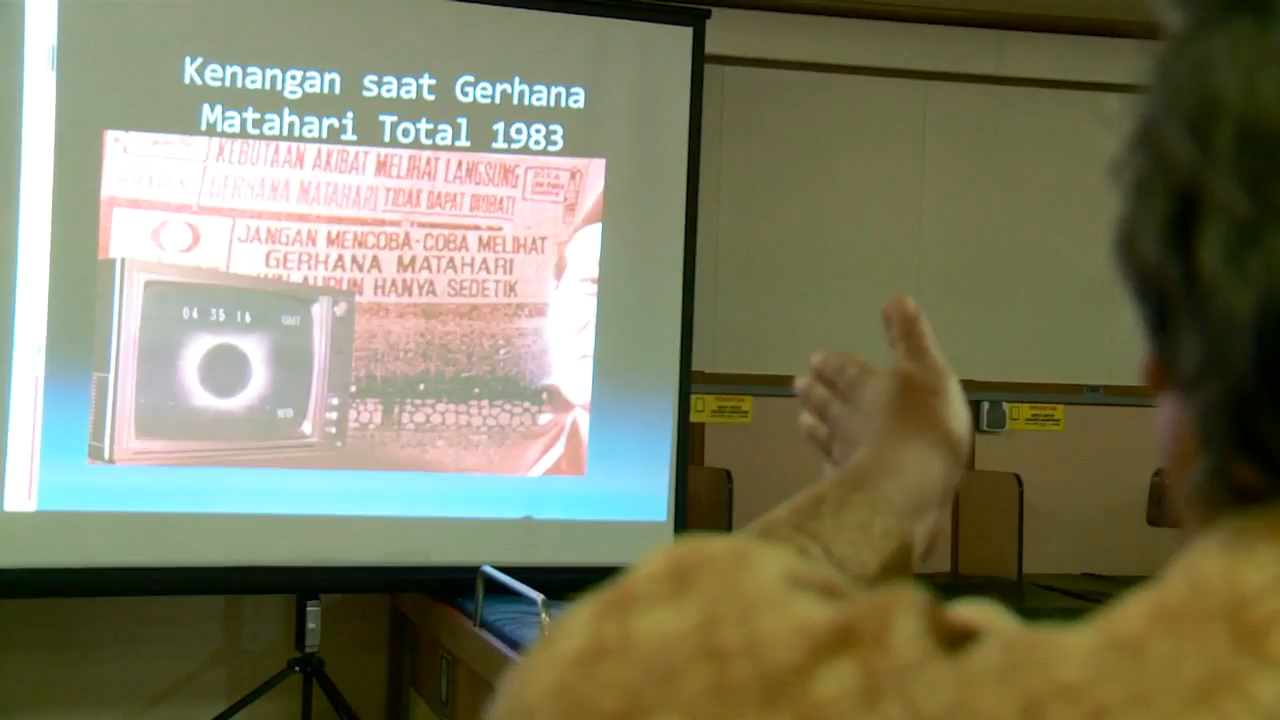 Kenangan saat Gerhana
Matahari Total 1983
KEBUTAAN AKIBAT MELIHAT LANGSUNG
GERHANA MATAHARI TIDAK DAPAT DIOBATI
JANGAN MENCOBA-COBA MELIHAT
GERHANA MATAHARI
HANYA SEDETIK
04 35 16
GMT